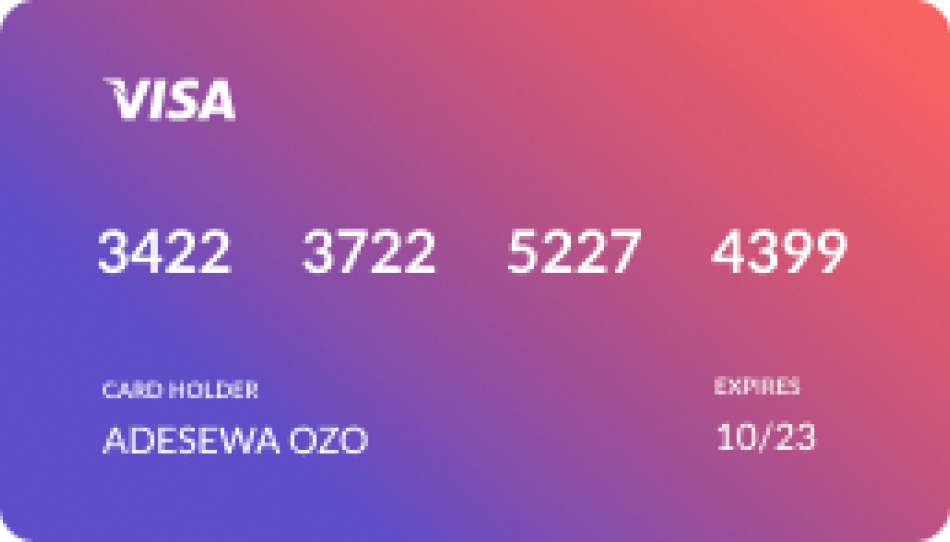 VISA
3422 3722 5227 4399
CARD HOLDER
EXPIRES
ADESEWA OZO
10/23